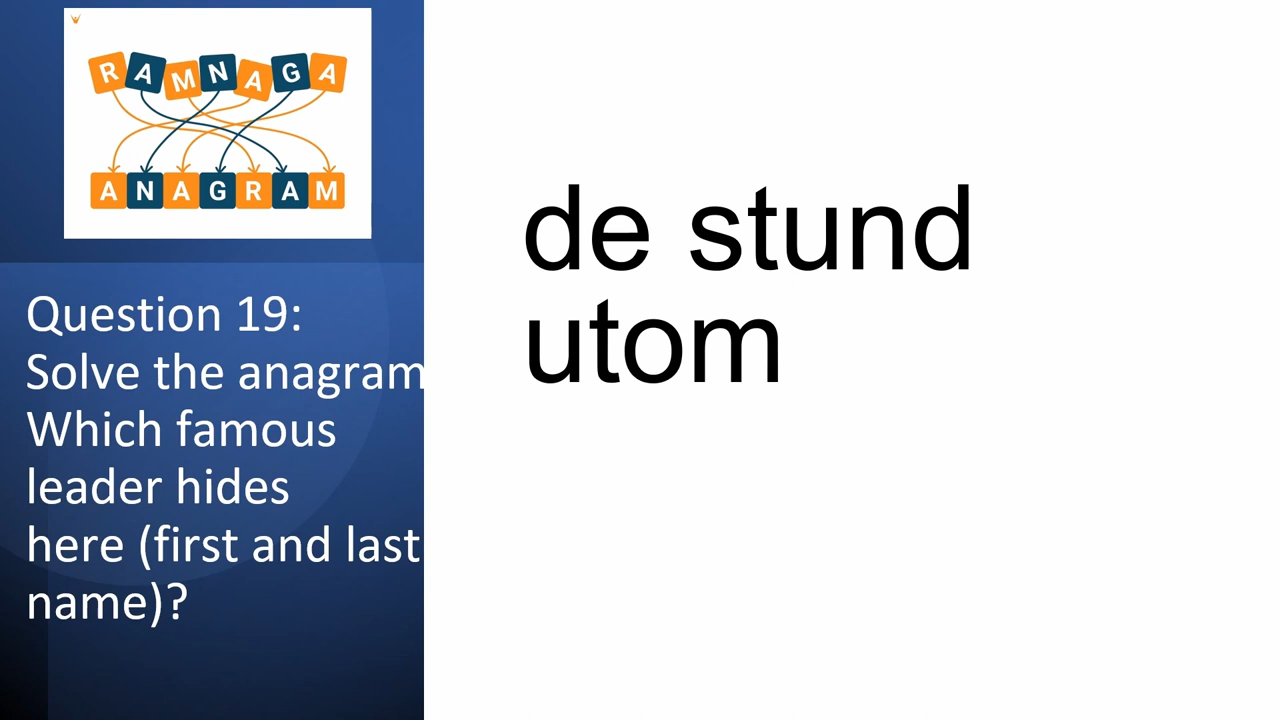 RAMNAGA
ANAGRAM
Question 19:
Solve the anagram
Which famous
leader hides
here (first and last
name)?
de stund
utom